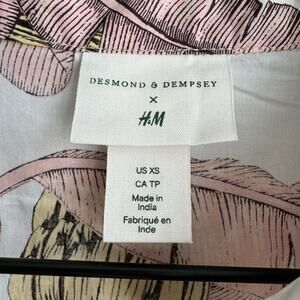 DESMOND & DEMPSEY
×
H&M
US XS
CA TP
Made in
India
Fabriqué en
Inde